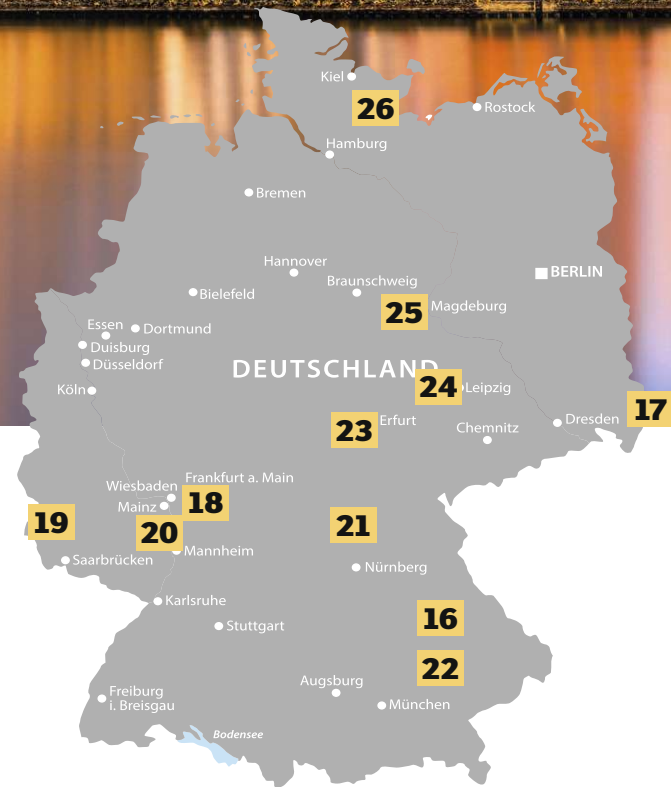 Kiel
26
Rostock
Hamburg
Bremen
Hannover
BERLIN
Braunschweig
Bielefeld
25
Magdeburg
Essen
Dortmund
Duisburg
Düsseldorf
DEUTSCHLAND
24
Leipzig
Köln
17
23
Erfurt
Dresden
Chemnitz
Frankfurt a. Main
Wiesbaden
18
Mainz
19
20
21
Mannheim
Saarbrücken
Nürnberg
Karlsruhe
16
Stuttgart
22
Augsburg
Freiburg
i. Breisgau
München
Bodensee